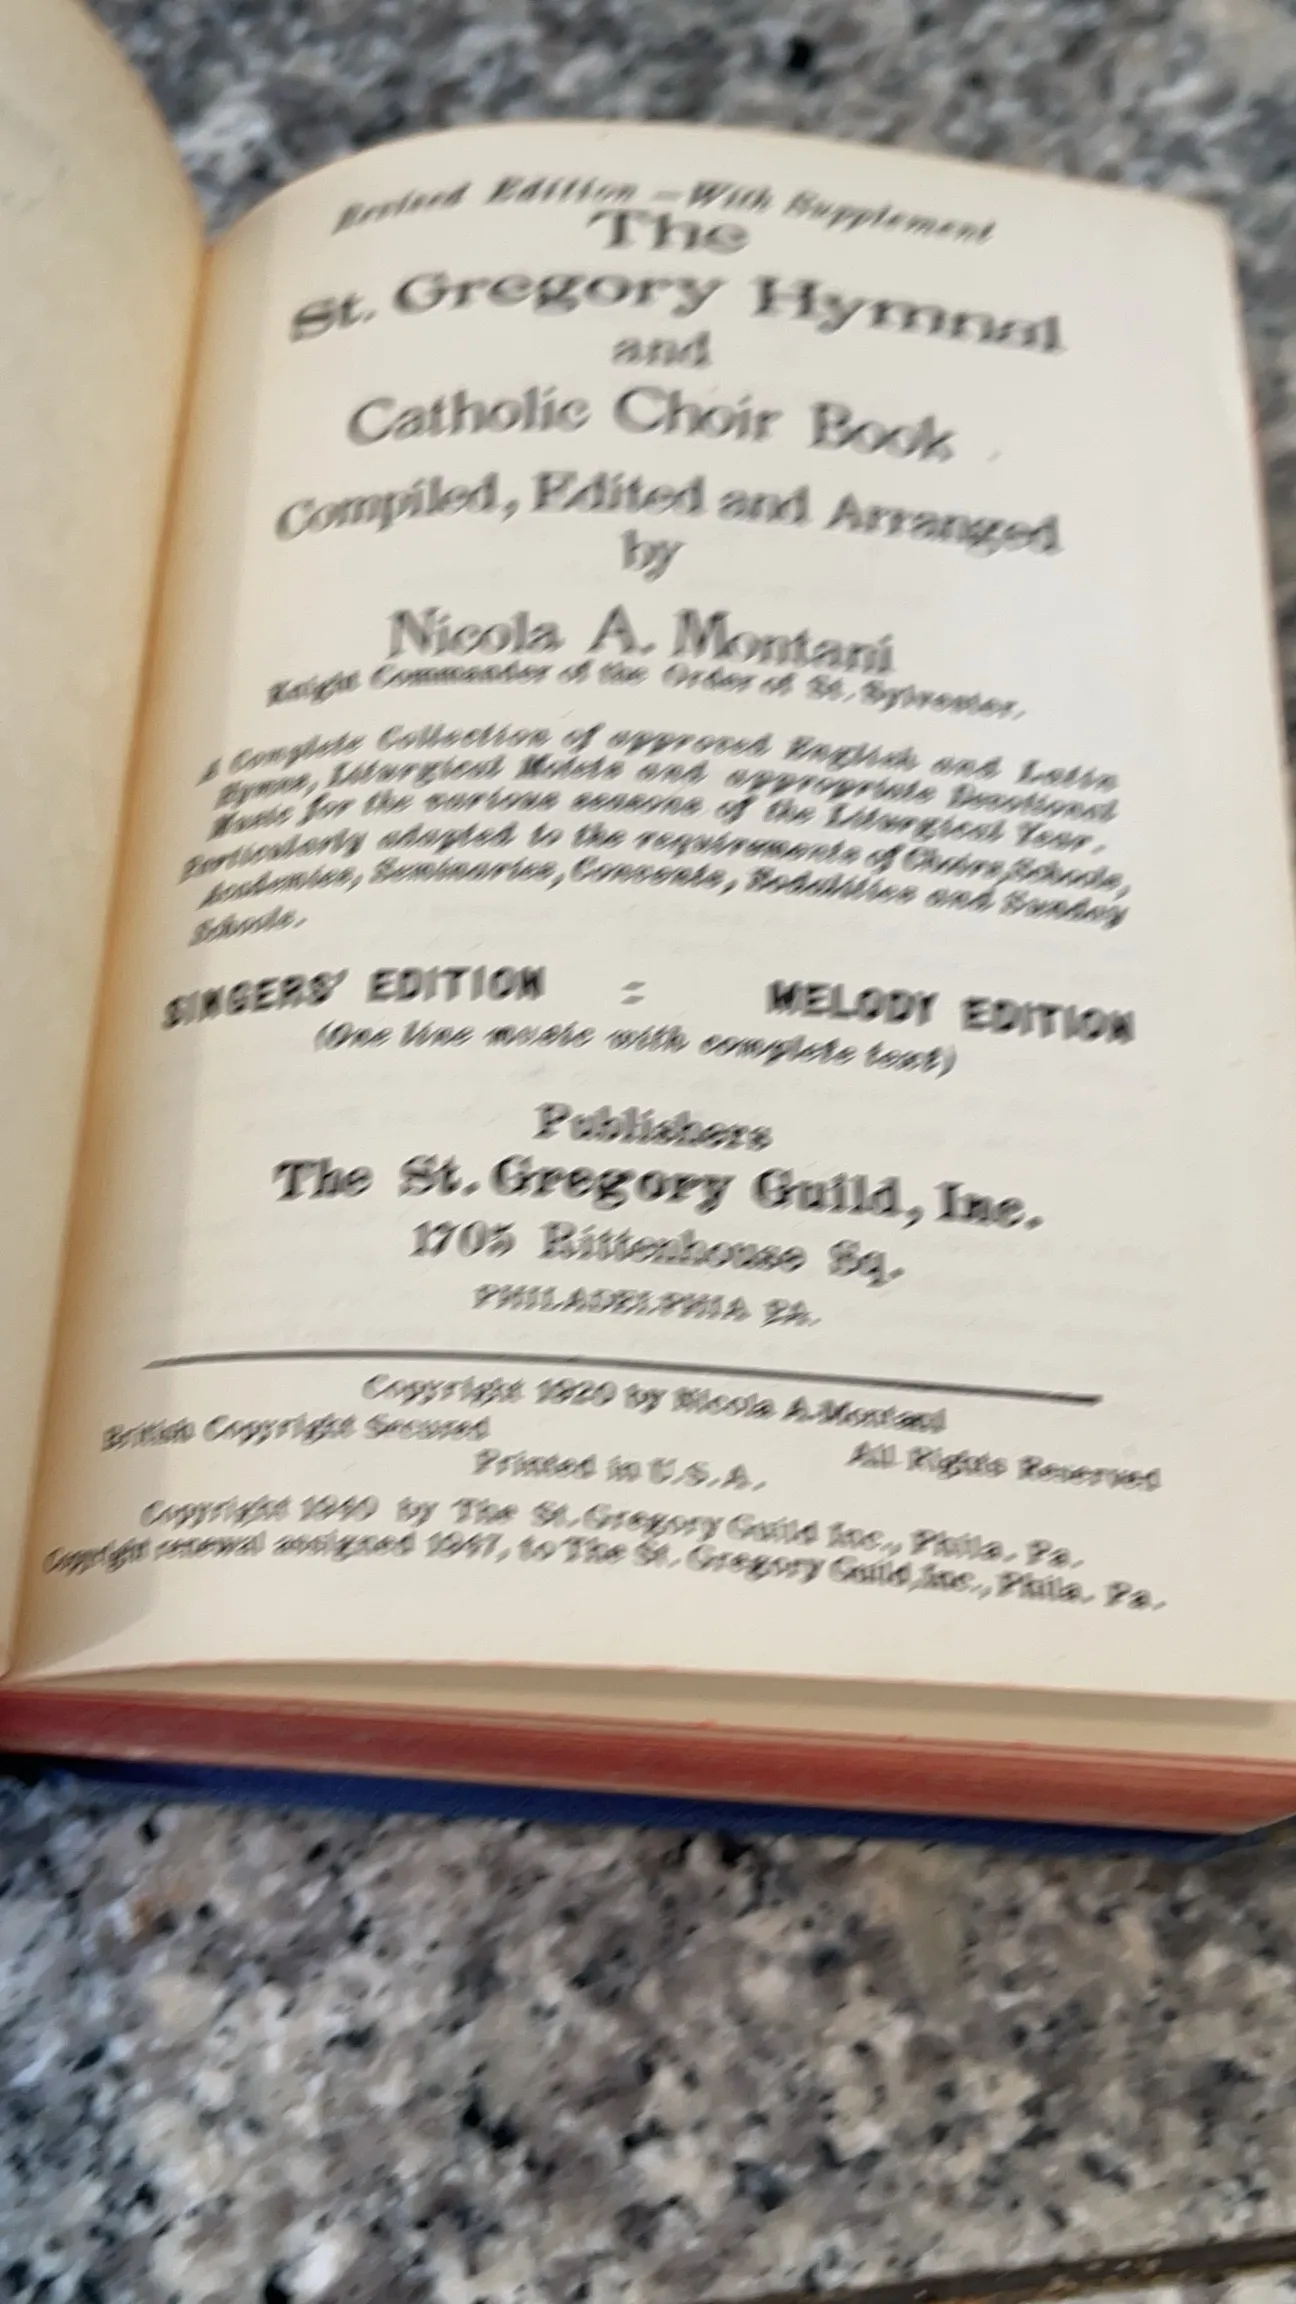 Revised Edition - With Supplement
The
St. Gregory Hymnal
and
Catholic Choir Book
Compiled, Edited and Arranged
by
Nicola A. Montani
Knight Commander of the Order of St. Sylvester.
A Complete Collection of approved English and Latin
Hymns, Liturgical Motets and appropriate Devotional
Music for the various seasons of the Liturgical Year.
Particularly adapted to the requirements of Choirs, Schools,
Academies, Seminaries, Convents, Sodalities and Sunday
Schools.
SINGERS' EDITION = MELODY EDITION
(One line music with complete text)
Publishers
The St. Gregory Guild, Inc.
1705 Rittenhouse Sq.
PHILADELPHIA PA.
Copyright 1920 by Nicola A. Montani
British Copyright Secured
All Rights Reserved
Printed in U.S.A.
Copyright 1940 by The St. Gregory Guild Inc., Phila. Pa.
Copyright renewal assigned 1947, to The St. Gregory Guild, Inc., Phila. Pa.